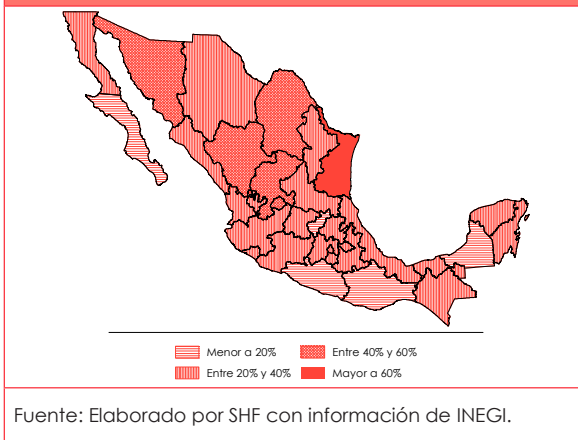 Menor a 20% Entre 40% y 60%
Entre 20% y 40% Mayor a 60%
Fuente: Elaborado por SHF con información de INEGI.